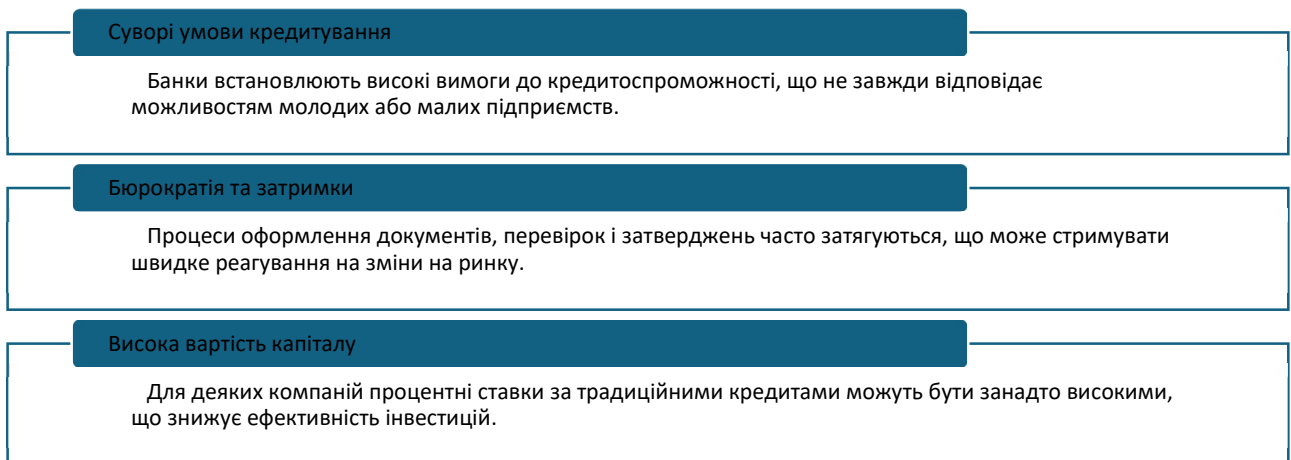 Суворі умови кредитування
Банки встановлюють високі вимоги до кредитоспроможності, що не завжди відповідає
можливостям молодих або малих підприємств.
Бюрократія та затримки
Процеси оформлення документів, перевірок і затверджень часто затягуються, що може стримувати
швидке реагування на зміни на ринку.
Висока вартість капіталу
Для деяких компаній процентні ставки за традиційними кредитами можуть бути занадто високими,
що знижує ефективність інвестицій.